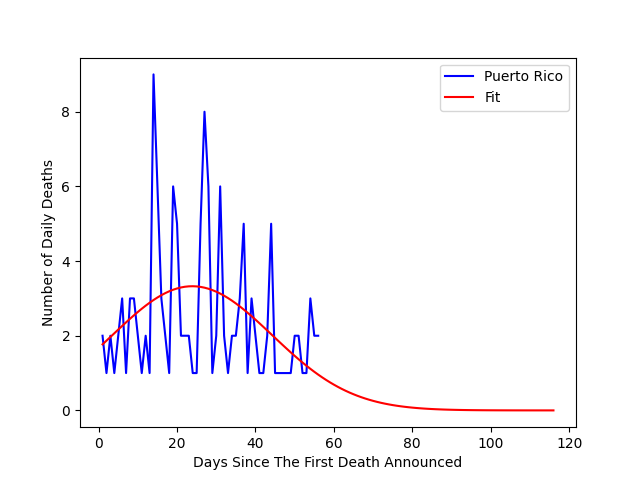 Puerto Rico
Fit
Number of Daily Deaths
8
6
4
2
0
0 20 40 60 80 100 120
Days Since The First Death Announced